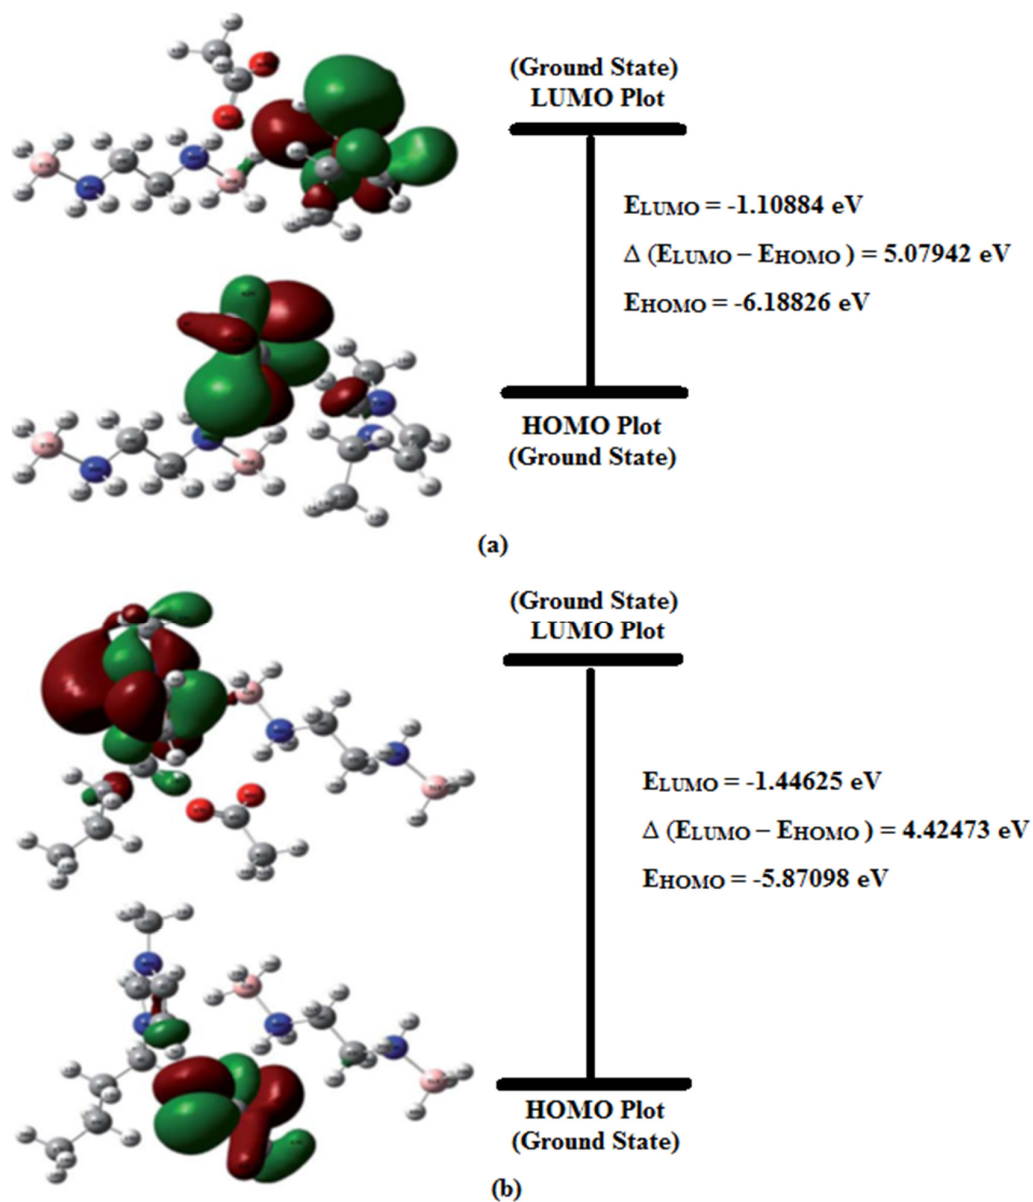 (Ground State)
LUMO Plot
ELUMO = -1.10884 eV
Δ (ELUMO – EHOMO ) = 5.07942 eV
EHOMO = -6.18826 eV
HOMO Plot
(Ground State)
(a)
(Ground State)
LUMO Plot
ELUMO = -1.44625 eV
Δ (ELUMO – EHOMO ) = 4.42473 eV
EHOMO = -5.87098 eV
HOMO Plot
(Ground State)
(b)